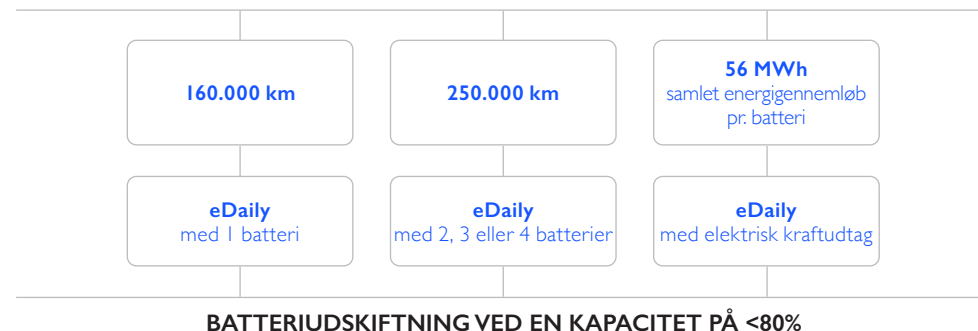 160.000 km
250.000 km
56 MWh
samlet energigennemløb
pr. batteri
eDaily
med 1 batteri
eDaily
med 2, 3 eller 4 batterier
eDaily
med elektrisk kraftudtag
BATTERIUDSKIFTNING VED EN KAPACITET PÅ <80%